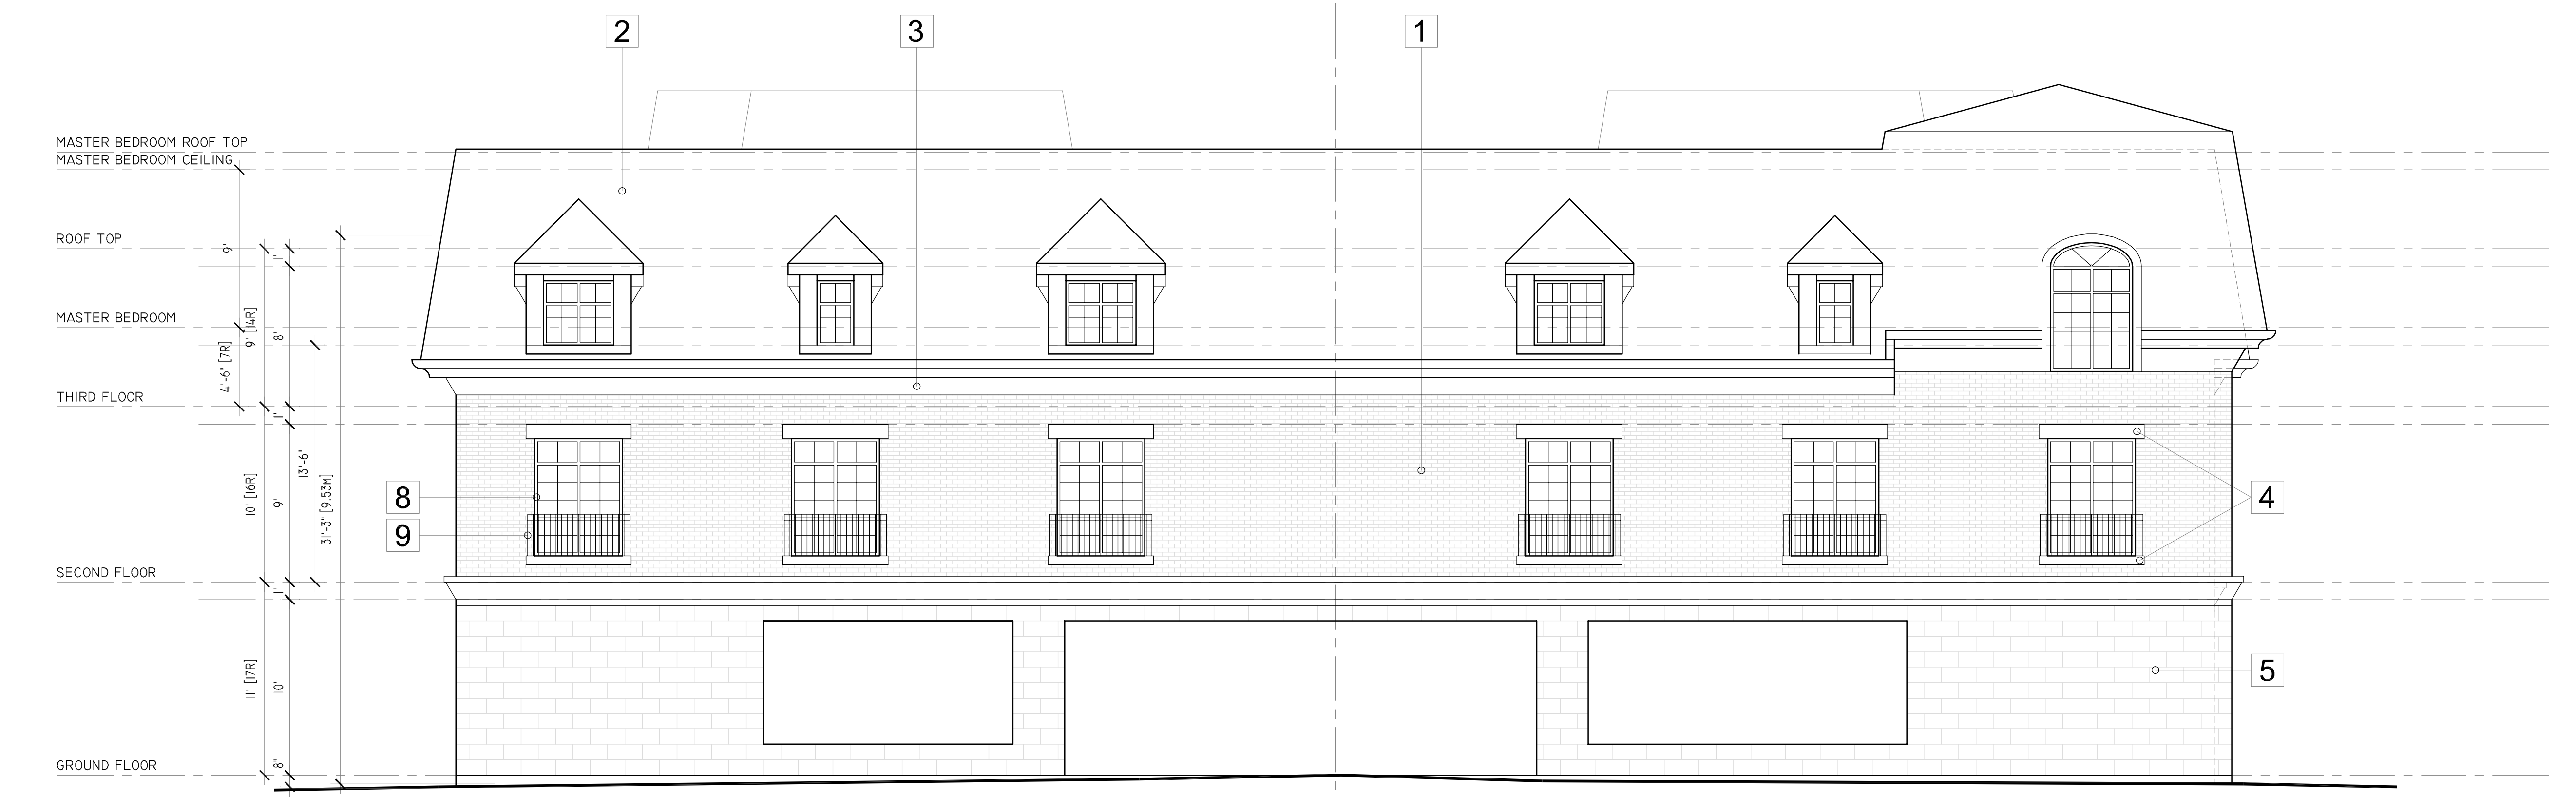 2
3
1
MASTER BEDROOM ROOF TOP
MASTER BEDROOM CEILING
ROOF TOP
MASTER BEDROOM
THIRD FLOOR
SECOND FLOOR
GROUND FLOOR
9'
4'-6" [7R]
9' [14R]
10' [16R]
11' [17R]
1'
8'
1'
9'
1'
10'
8"
13'-6"
31'-3" [9.53M]
8
9
4
5